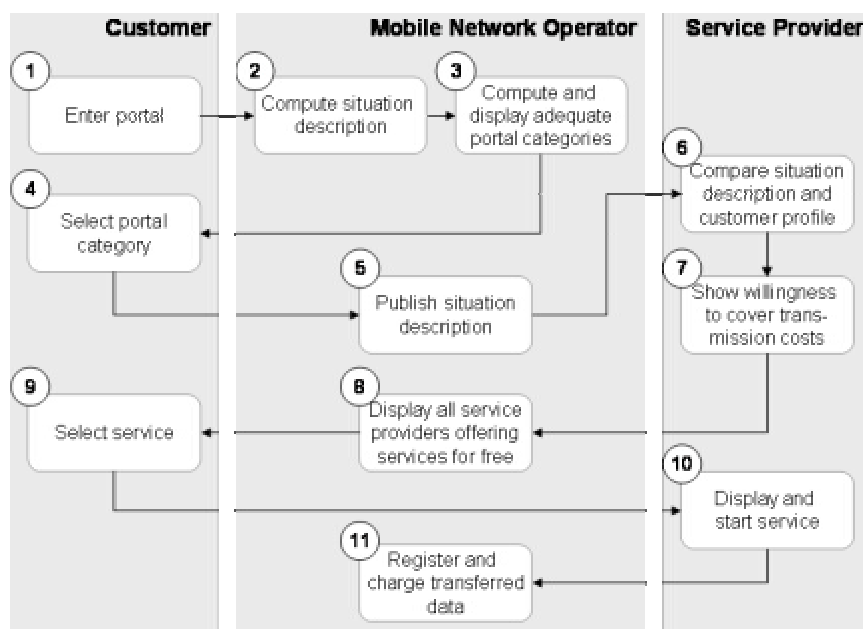 Customer
Mobile Network Operator
Service Provider
1
Enter portal
2
Compute situation
description
3
Compute and
display adequate
portal categories
4
Select portal
category
5
Publish situation
description
6
Compare situation
description and
customer profile
7
Show willingness
to cover trans-
mission costs
8
Display all service
providers offering
services for free
9
Select service
10
Display and
start service
11
Register and
charge transferred
data